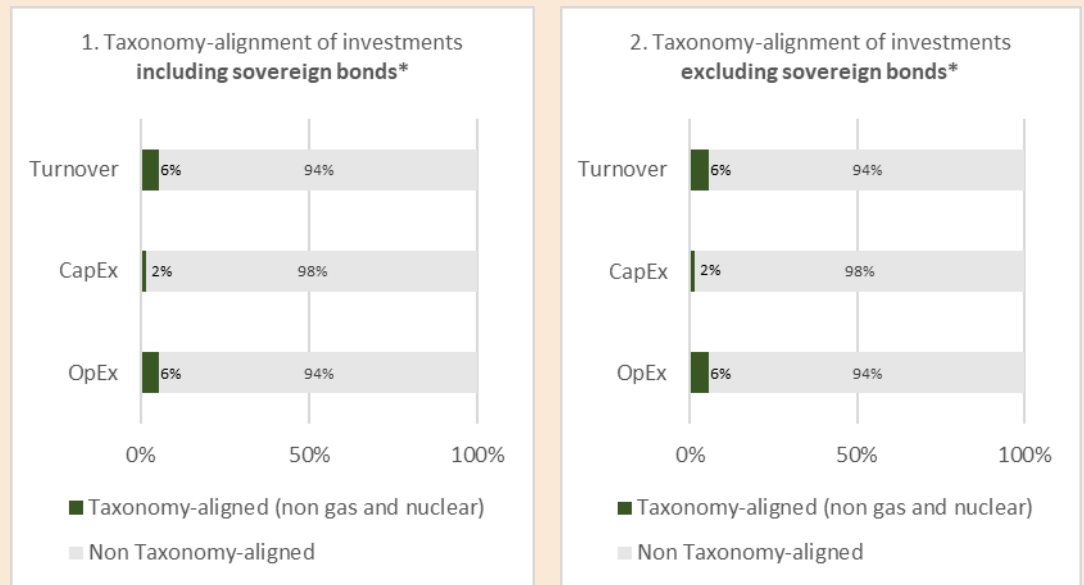 1. Taxonomy-alignment of investments
including sovereign bonds*
Turnover 6% 94%
CapEx 2% 98%
OpEx 6% 94%
0% 50% 100%
Taxonomy-aligned (non gas and nuclear)
Non Taxonomy-aligned
2. Taxonomy-alignment of investments
excluding sovereign bonds*
Turnover 6% 94%
CapEx 2% 98%
OpEx 6% 94%
0% 50% 100%
Taxonomy-aligned (non gas and nuclear)
Non Taxonomy-aligned